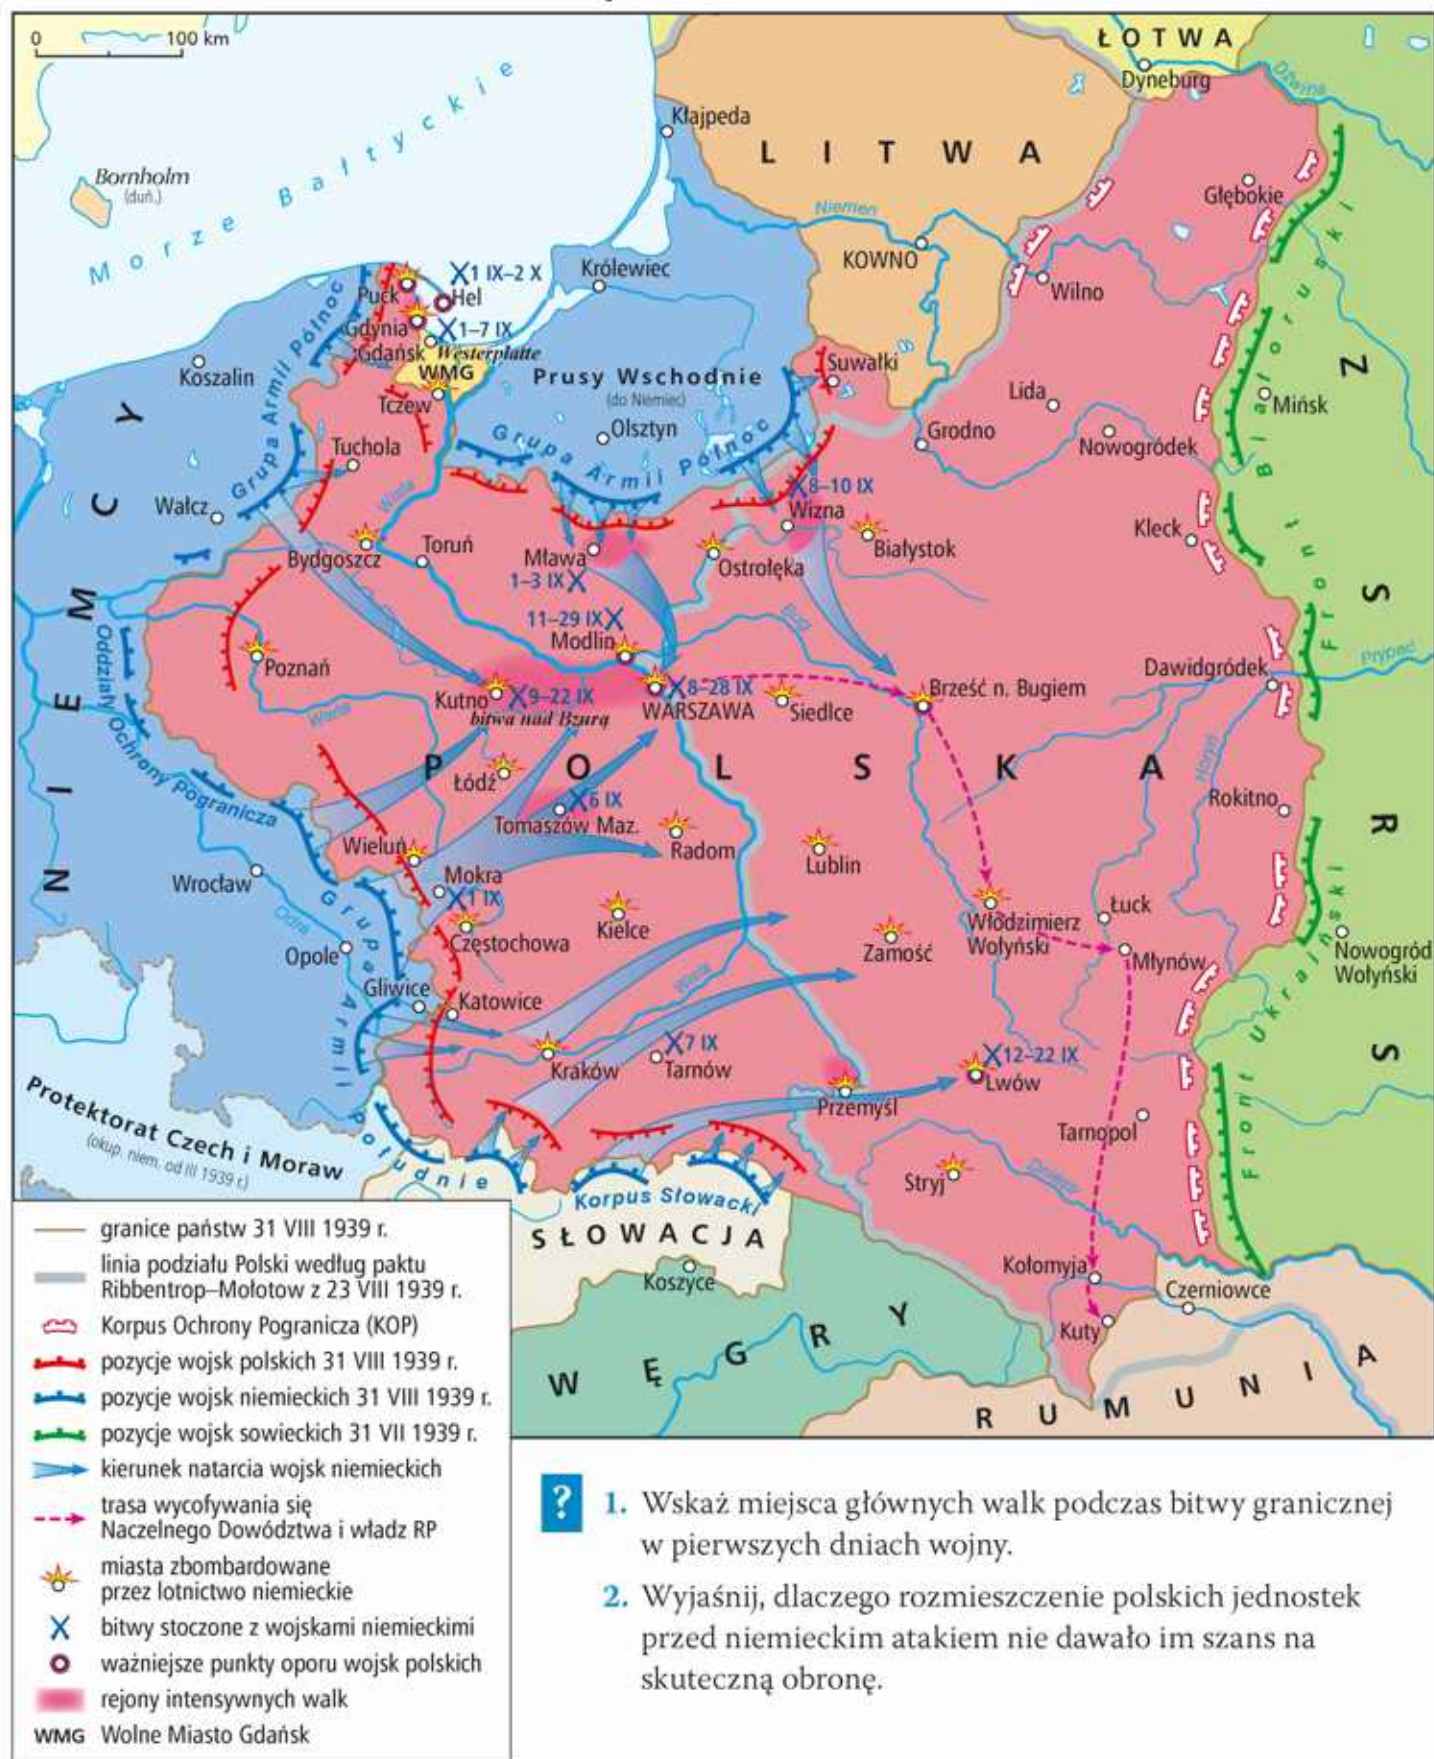 0 100 km
Morze Bałtyckie
Bornholm
(duń.)
ŁOTWA
Dyneburg
Dźwina
Kłajpeda
LITWA
Niemen
KOWNO
Głębokie
Wilno
1 IX–2 X
Puck
Hel
Królewiec
Gdynia
1–7 IX
Gdańsk
Westerplatte
WMG
Koszalin
Tczew
Prusy Wschodnie
(do Niemiec)
Olsztyn
Suwałki
Lida
Mińsk
Grodno
Nowogródek
Grupa Armii Północ
Grupa Armii Północ
Grupa Armii Północ
Tuchola
Wałcz
Wisła
8–10 IX
Wizna
Kleck
Bydgoszcz
Toruń
Mława
1–3 IX
Ostrołęka
Białystok
11–29 IX
Modlin
Bug
NIEMCY
Oddziały Ochrony Pogranicza
Poznań
Warta
Kutno
9–22 IX
bitwa nad Bzurą
8–28 IX
WARSZAWA
Siedlce
Brześć n. Bugiem
Dawidgródek
Prypeć
Front Białoruski
ZSRS
POLSKA
Łódź
6 IX
Tomaszów Maz.
Radom
Lublin
Horyń
Rokitno
Wieluń
Wrocław
Mokra
1 IX
Częstochowa
Kielce
Odra
Opole
Zamość
Włodzimierz
Wołyński
Łuck
Młynów
Nowogród
Wołyński
Front Ukraiński
Front
Gliwice
Katowice
Wisła
Grupa Armii Południe
Kraków
7 IX
Tarnów
12–22 IX
Lwów
Przemyśl
Tarnopol
Protektorat Czech i Moraw
(okup. niem. od III 1939 r.)
Stryj
Dniestr
Korpus Słowacki
SŁOWACJA
Koszyce
Kołomyja
Czerniowce
Kuty
WĘGRY
RUMUNIA
granice państw 31 VIII 1939 r.
linia podziału Polski według paktu
Ribbentrop–Mołotow z 23 VIII 1939 r.
Korpus Ochrony Pogranicza (KOP)
pozycje wojsk polskich 31 VIII 1939 r.
pozycje wojsk niemieckich 31 VIII 1939 r.
pozycje wojsk sowieckich 31 VII 1939 r.
kierunek natarcia wojsk niemieckich
trasa wycofywania się
Naczelnego Dowództwa i władz RP
miasta zbombardowane
przez lotnictwo niemieckie
bitwy stoczone z wojskami niemieckimi
ważniejsze punkty oporu wojsk polskich
rejony intensywnych walk
WMG Wolne Miasto Gdańsk
?
1. Wskaż miejsca głównych walk podczas bitwy granicznej
w pierwszych dniach wojny.
2. Wyjaśnij, dlaczego rozmieszczenie polskich jednostek
przed niemieckim atakiem nie dawało im szans na
skuteczną obronę.